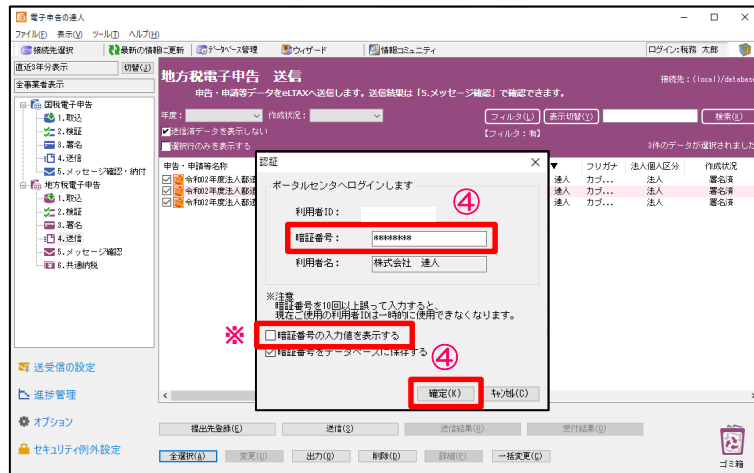 電子申告の達人
ファイル(F) 表示(V) ツール(T) ヘルプ(H)
接続先選択 最新の情報に更新 データベース管理 ウィザード 情報コミュニティ ログイン:税務 太郎
直近3年分表示 切替(J)
全事業者表示
国税電子申告
1.取込
2.検証
3.署名
4.送信
5.メッセージ確認・納付
地方税電子申告
1.取込
2.検証
3.署名
4.送信
5.メッセージ確認
6.共通納税
送受信の設定
進捗管理
オプション
セキュリティ例外設定
地方税電子申告 送信
接続先:(local)/database
申告・申請等データをeLTAXへ送信します。送信結果は「5.メッセージ確認」で確認できます。
年度: 作成状況: フィルタ(L) 表示切替(Y) 検索(K)
送信済データを表示しない 【フィルタ:有】
選択行のみを表示する 3件のデータが選択されました
申告・申請等名称 ▼ フリガナ 法人個人区分 作成状況
令和02年度法人都道 達人 カブ... 法人 署名済
令和02年度法人都道 達人 カブ... 法人 署名済
令和02年度法人都道 達人 カブ... 法人 署名済
認証
ポータルセンタへログインします
利用者ID:
④
暗証番号: ********
利用者名: 株式会社 達人
※注意
暗証番号を10回以上誤って入力すると、
現在ご使用の利用者IDは一時的に使用できなくなります。
※
暗証番号の入力値を表示する
暗証番号をデータベースに保存する
④
確定(K) キャンセル(C)
提出先登録(E) 送信(S) 送信結果(R) 受付結果(Q)
全選択(A) 変更(U) 出力(O) 削除(D) 詳細(P) 一括変更(C)
ゴミ箱